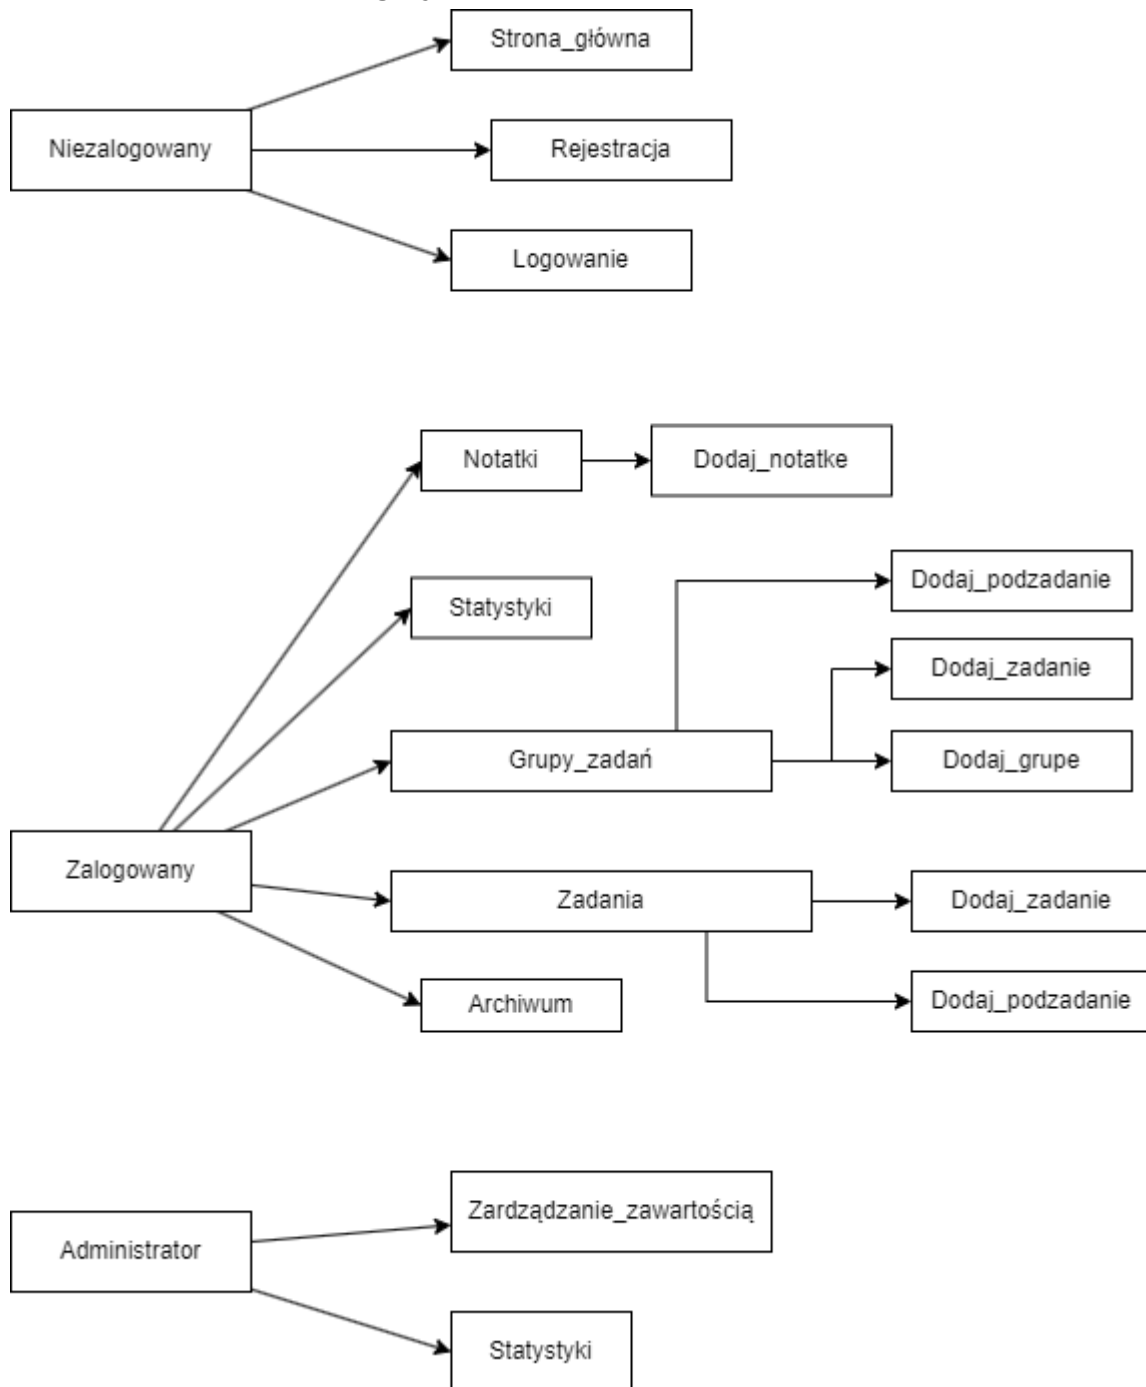 Strona_główna
Niezalogowany
Rejestracja
Logowanie
Notatki
Dodaj_notatke
Dodaj_podzadanie
Statystyki
Dodaj_zadanie
Grupy_zadań
Dodaj_grupe
Zalogowany
Zadania
Dodaj_zadanie
Archiwum
Dodaj_podzadanie
Zardządzanie_zawartością
Administrator
Statystyki